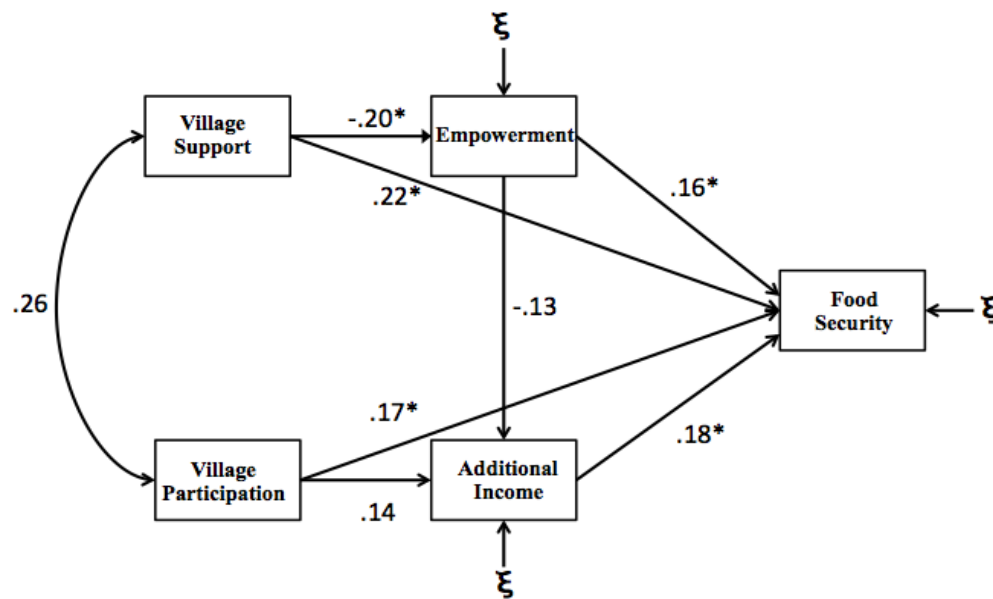 ξ
Village
Support
-.20*
Empowerment
.22*
.16*
.26
-.13
Food
Security
ξ
.17*
.18*
Village
Participation
.14
Additional
Income
ξ